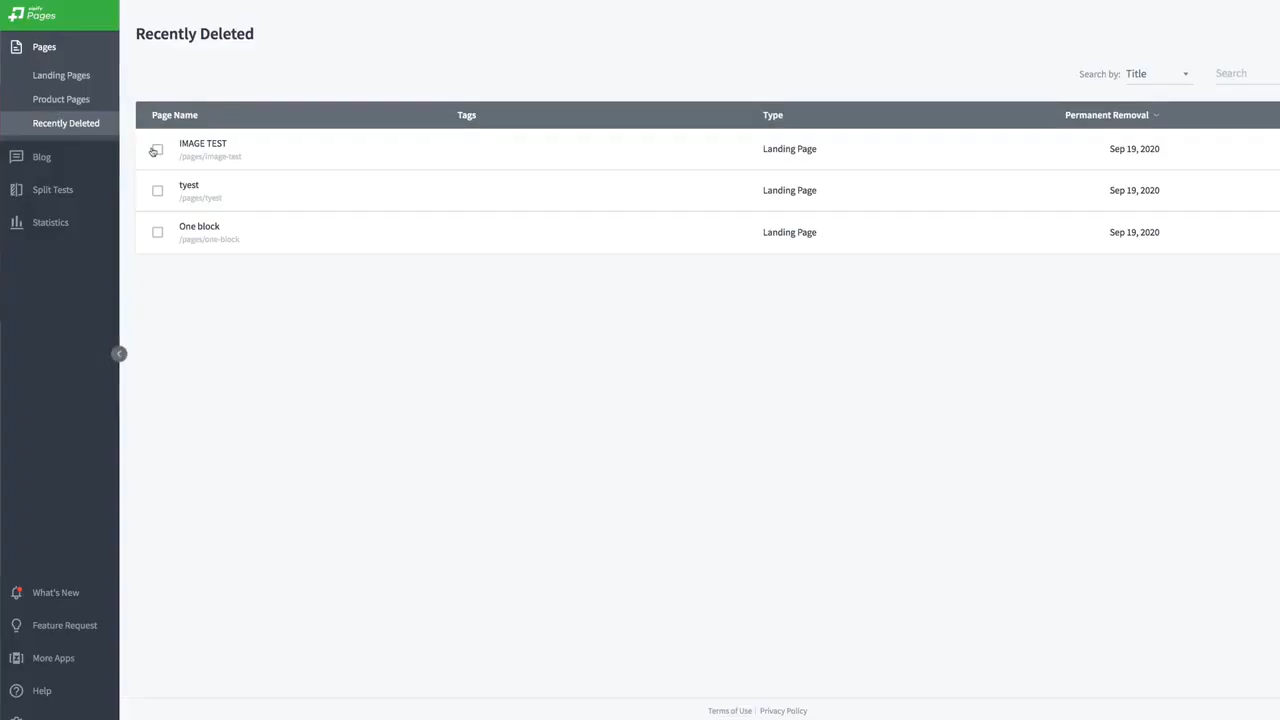 zipify
Pages
Recently Deleted
Pages
Landing Pages
Product Pages
Recently Deleted
Blog
Split Tests
Statistics
Search by: Title
Search
Page Name Tags Type Permanent Removal
IMAGE TEST
/pages/image-test
Landing Page Sep 19, 2020
tyest
/pages/tyest
Landing Page Sep 19, 2020
One block
/pages/one-block
Landing Page Sep 19, 2020
What's New
Feature Request
More Apps
Help
Terms of Use | Privacy Policy